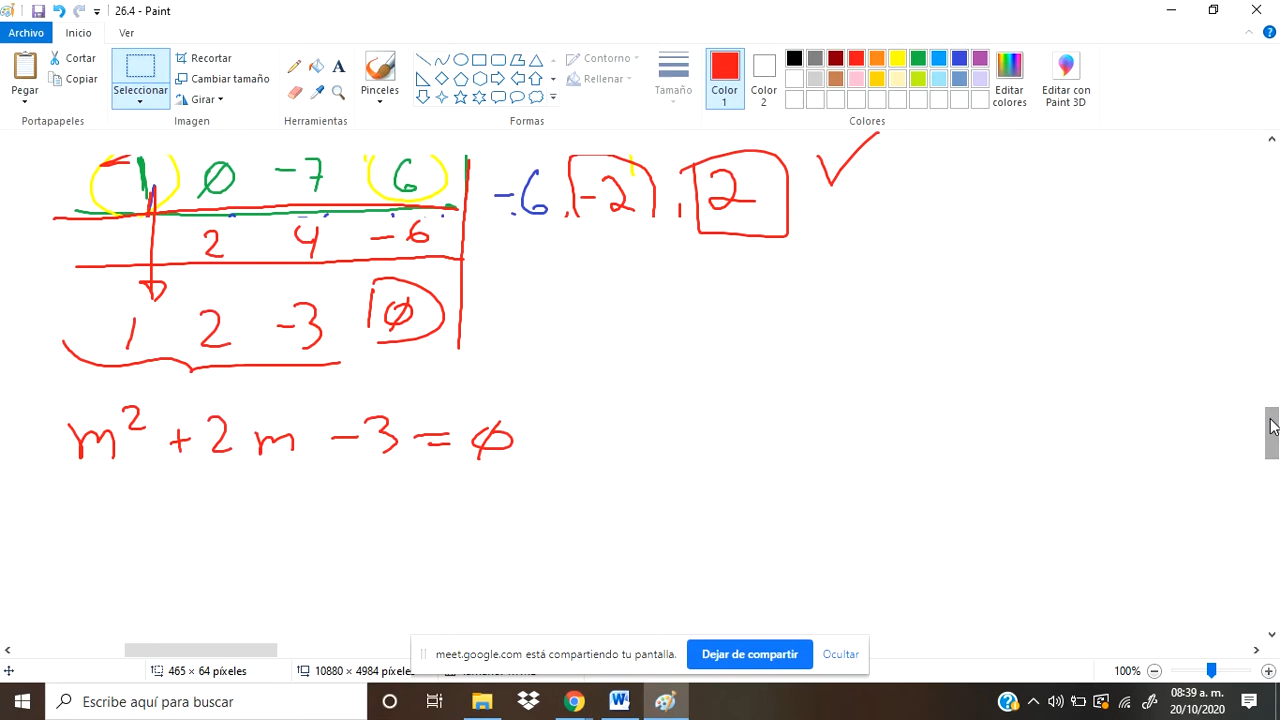 26.4 - Paint
Archivo Inicio Ver
Pegar
Cortar
Copiar
Portapapeles
Seleccionar
Recortar
Cambiar tamaño
Girar
Imagen
A
Herramientas
Pinceles
Contorno
Rellenar
Formas
Tamaño
Color 1
Color 2
Editar colores
Editar con Paint 3D
Colores
1 0 -7 6 -6, -2, 2 ✓
2 4 -6
1 2 -3 0
m² + 2m - 3 = 0
meet.google.com está compartiendo tu pantalla. Dejar de compartir Ocultar
465 × 64 píxeles 10880 × 4984 píxeles 100%
Escribe aquí para buscar
08:39 a. m.
20/10/2020